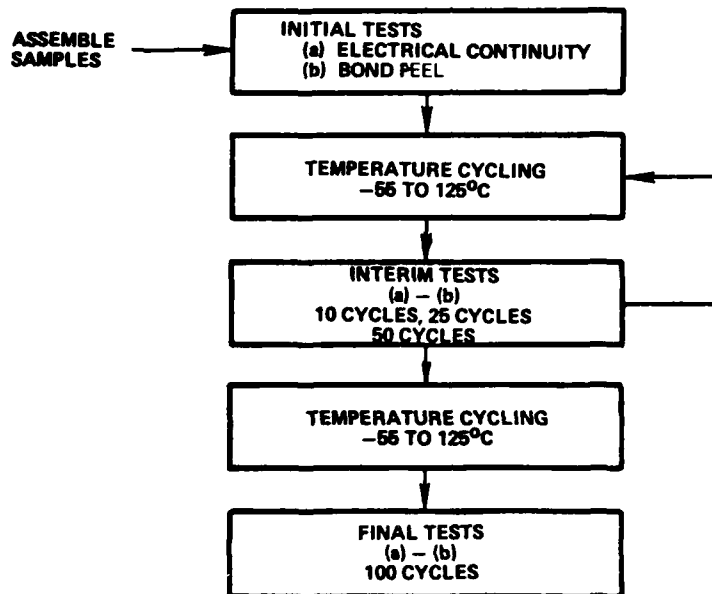 ASSEMBLE
SAMPLES
INITIAL TESTS
(a) ELECTRICAL CONTINUITY
(b) BOND PEEL
TEMPERATURE CYCLING
–55 TO 125°C
INTERIM TESTS
(a) – (b)
10 CYCLES, 25 CYCLES
50 CYCLES
TEMPERATURE CYCLING
–55 TO 125°C
FINAL TESTS
(a) – (b)
100 CYCLES